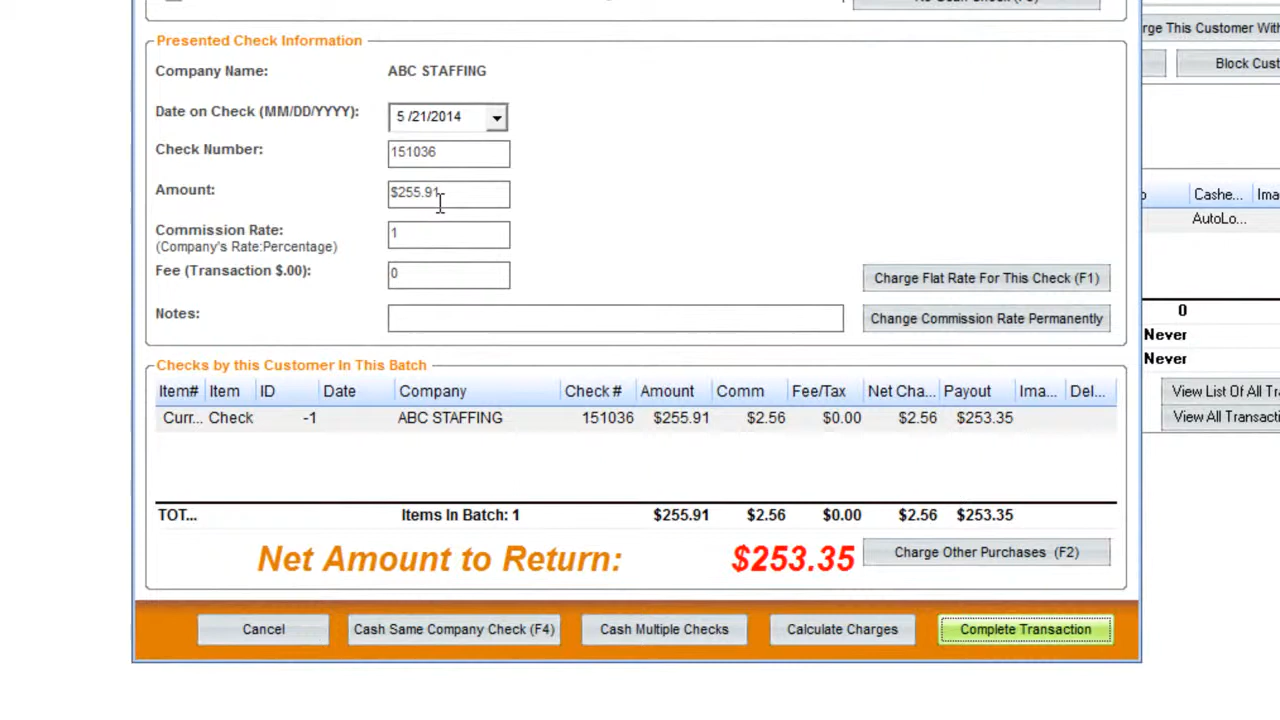 Presented Check Information
Company Name: ABC STAFFING
Date on Check (MM/DD/YYYY): 5 /21/2014
Check Number: 151036
Amount: $255.91
Commission Rate: 1
(Company's Rate:Percentage)
Fee (Transaction $.00): 0
Charge Flat Rate For This Check (F1)
Notes:
Change Commission Rate Permanently
Checks by this Customer In This Batch
Item# Item ID Date Company Check # Amount Comm Fee/Tax Net Cha... Payout Ima... Del...
Curr... Check -1 ABC STAFFING 151036 $255.91 $2.56 $0.00 $2.56 $253.35
TOT... Items In Batch: 1 $255.91 $2.56 $0.00 $2.56 $253.35
Net Amount to Return: $253.35
Charge Other Purchases (F2)
Cancel
Cash Same Company Check (F4)
Cash Multiple Checks
Calculate Charges
Complete Transaction
This Customer
Block
Cashe...
AutoLo...
0
Never
Never
View List Of All
View All